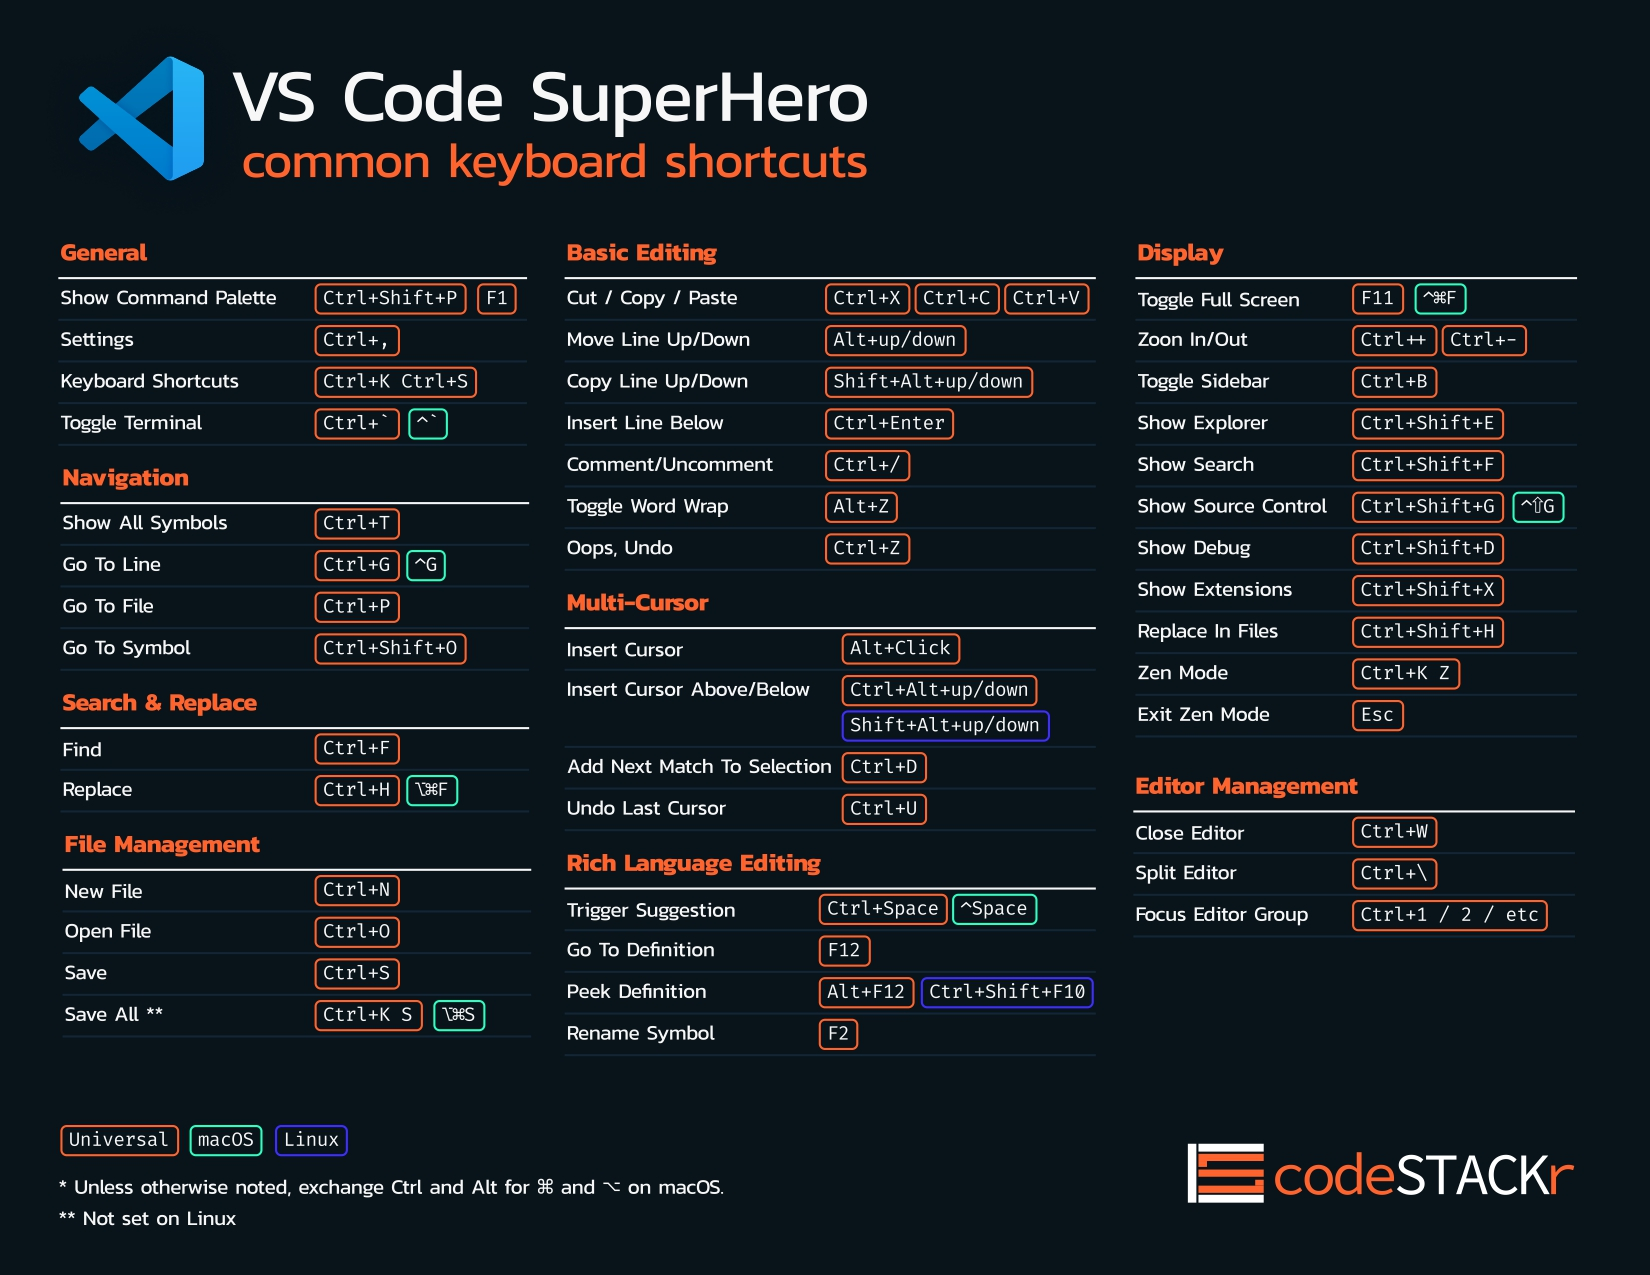 VS Code SuperHero
common keyboard shortcuts
General
Show Command Palette Ctrl+Shift+P F1
Settings Ctrl+,
Keyboard Shortcuts Ctrl+K Ctrl+S
Toggle Terminal Ctrl+` ^`
Navigation
Show All Symbols Ctrl+T
Go To Line Ctrl+G ^G
Go To File Ctrl+P
Go To Symbol Ctrl+Shift+O
Search & Replace
Find Ctrl+F
Replace Ctrl+H ⌥⌘F
File Management
New File Ctrl+N
Open File Ctrl+O
Save Ctrl+S
Save All ** Ctrl+K S ⌥⌘S
Basic Editing
Cut / Copy / Paste Ctrl+X Ctrl+C Ctrl+V
Move Line Up/Down Alt+up/down
Copy Line Up/Down Shift+Alt+up/down
Insert Line Below Ctrl+Enter
Comment/Uncomment Ctrl+/
Toggle Word Wrap Alt+Z
Oops, Undo Ctrl+Z
Multi-Cursor
Insert Cursor Alt+Click
Insert Cursor Above/Below Ctrl+Alt+up/down
Shift+Alt+up/down
Add Next Match To Selection Ctrl+D
Undo Last Cursor Ctrl+U
Rich Language Editing
Trigger Suggestion Ctrl+Space ^Space
Go To Definition F12
Peek Definition Alt+F12 Ctrl+Shift+F10
Rename Symbol F2
Display
Toggle Full Screen F11 ^⌘F
Zoon In/Out Ctrl++ Ctrl+-
Toggle Sidebar Ctrl+B
Show Explorer Ctrl+Shift+E
Show Search Ctrl+Shift+F
Show Source Control Ctrl+Shift+G ^⇧G
Show Debug Ctrl+Shift+D
Show Extensions Ctrl+Shift+X
Replace In Files Ctrl+Shift+H
Zen Mode Ctrl+K Z
Exit Zen Mode Esc
Editor Management
Close Editor Ctrl+W
Split Editor Ctrl+\
Focus Editor Group Ctrl+1 / 2 / etc
Universal macOS Linux
* Unless otherwise noted, exchange Ctrl and Alt for ⌘ and ⌥ on macOS.
** Not set on Linux
codeSTACKr